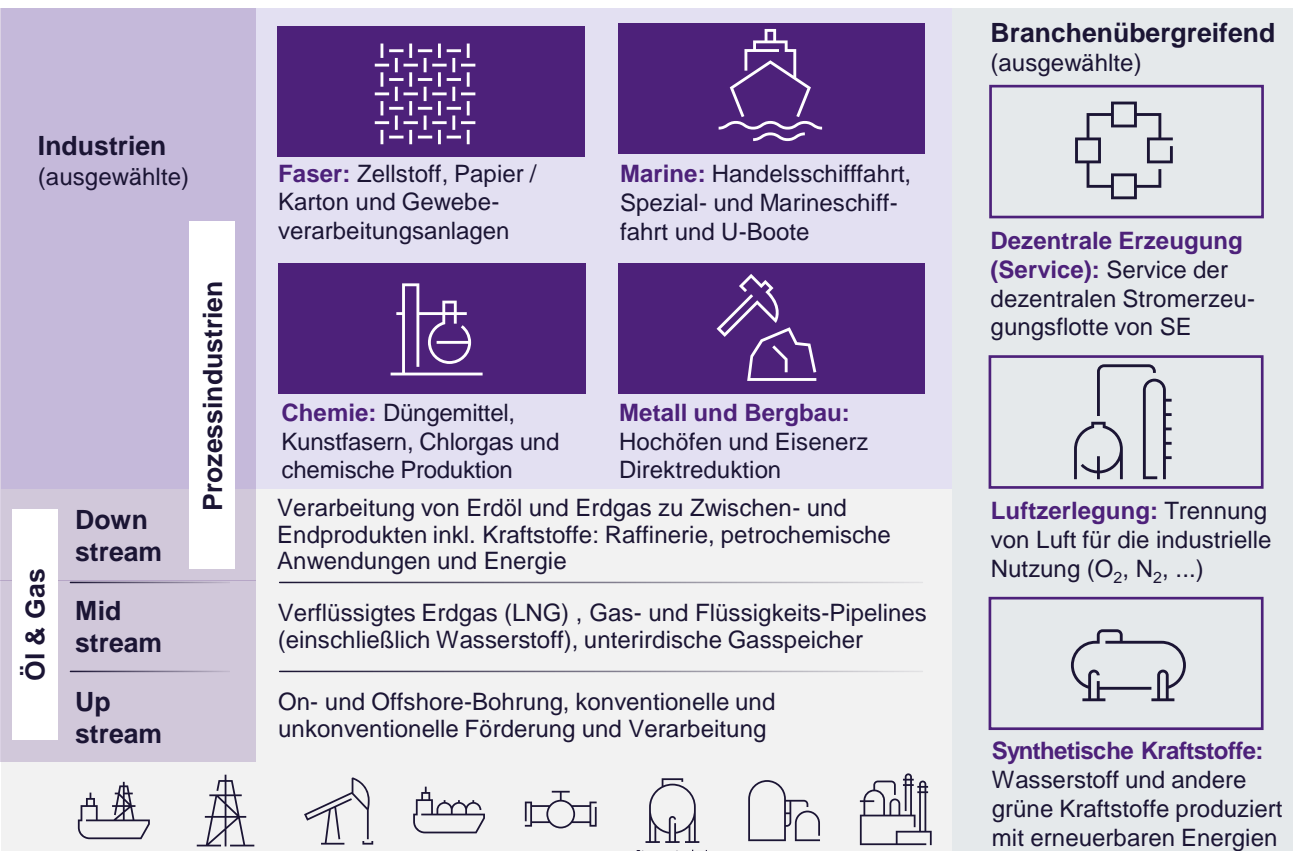 Industrien
(ausgewählte)
Prozessindustrien
Faser: Zellstoff, Papier /
Karton und Gewebe-
verarbeitungsanlagen
Marine: Handelsschifffahrt,
Spezial- und Marineschiff-
fahrt und U-Boote
Chemie: Düngemittel,
Kunstfasern, Chlorgas und
chemische Produktion
Metall und Bergbau:
Hochöfen und Eisenerz
Direktreduktion
Öl & Gas
Down
stream
Verarbeitung von Erdöl und Erdgas zu Zwischen- und
Endprodukten inkl. Kraftstoffe: Raffinerie, petrochemische
Anwendungen und Energie
Mid
stream
Verflüssigtes Erdgas (LNG) , Gas- und Flüssigkeits-Pipelines
(einschließlich Wasserstoff), unterirdische Gasspeicher
Up
stream
On- und Offshore-Bohrung, konventionelle und
unkonventionelle Förderung und Verarbeitung
Branchenübergreifend
(ausgewählte)
Dezentrale Erzeugung
(Service): Service der
dezentralen Stromerzeu-
gungsflotte von SE
Luftzerlegung: Trennung
von Luft für die industrielle
Nutzung (O₂, N₂, ...)
Synthetische Kraftstoffe:
Wasserstoff und andere
grüne Kraftstoffe produziert
mit erneuerbaren Energien